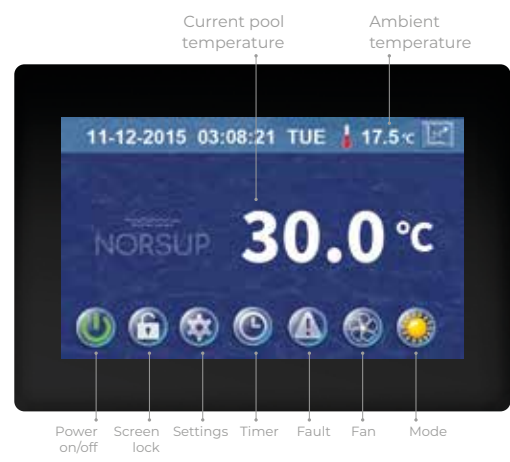 Current pool
temperature
Ambient
temperature
11-12-2015 03:08:21 TUE 17.5 °C
NORSUP
30.0 °C
Power
on/off
Screen
lock
Settings
Timer
Fault
Fan
Mode